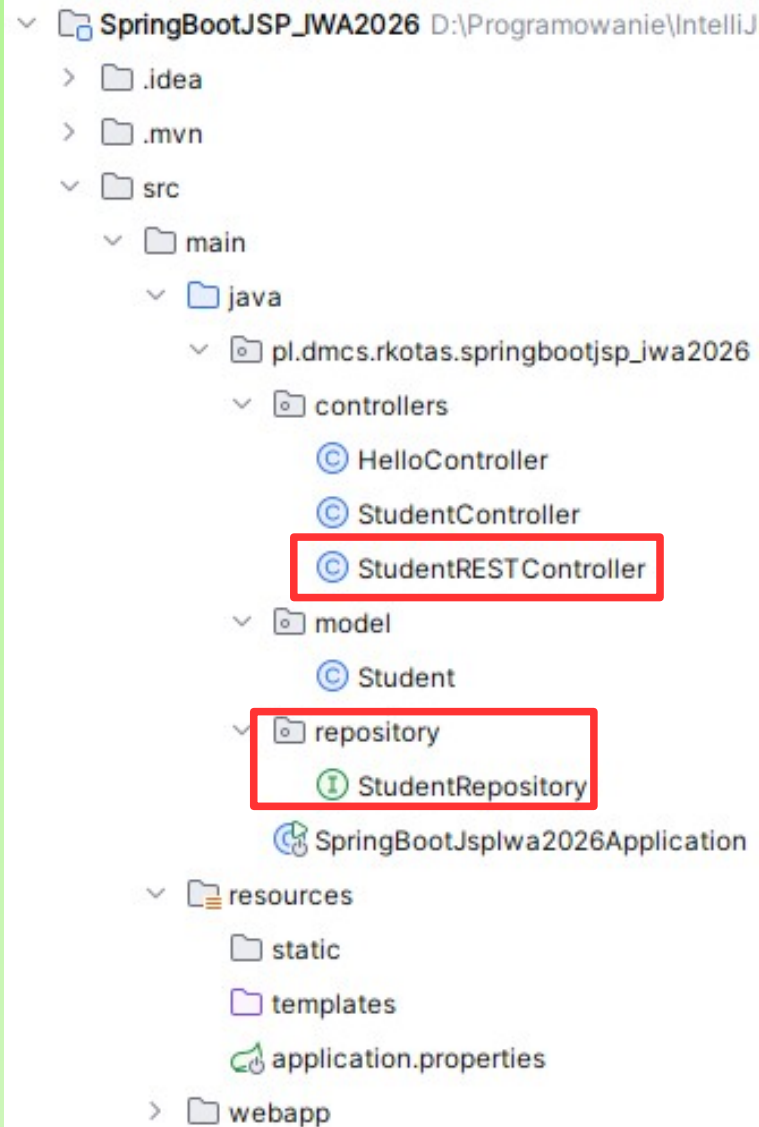 SpringBootJSP_IWA2026 D:\Programowanie\IntelliJ
.idea
.mvn
src
main
java
pl.dmcs.rkotas.springbootjsp_iwa2026
controllers
HelloController
StudentController
StudentRESTController
model
Student
repository
StudentRepository
SpringBootJspIwa2026Application
resources
static
templates
application.properties
webapp